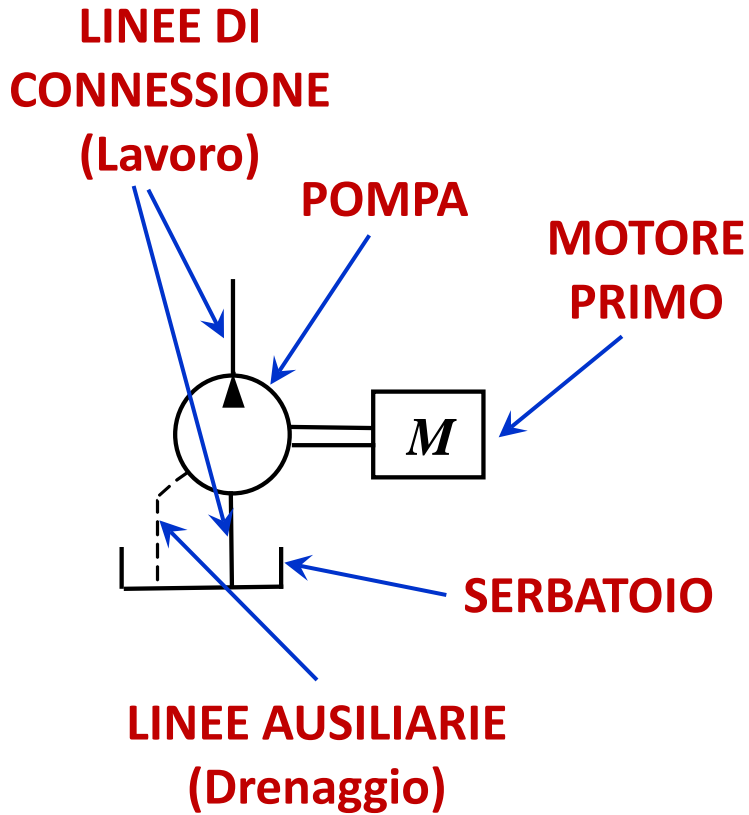 LINEE DI
CONNESSIONE
(Lavoro)
POMPA
MOTORE
PRIMO
M
SERBATOIO
LINEE AUSILIARIE
(Drenaggio)